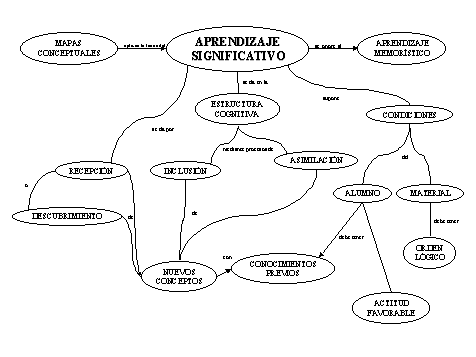 MAPAS
CONCEPTUALES
APRENDIZAJE
SIGNIFICATIVO
se opone al
APRENDIZAJE
MEMORÍSTICO
se da en la
ESTRUCTURA
COGNITIVA
supone
CONDICIONES
se da por
mediante procesos de
RECEPCIÓN
INCLUSIÓN
ASIMILACIÓN
del
o
ALUMNO
MATERIAL
DESCUBRIMIENTO
de
de
debe tener
debe tener
ORDEN
LÓGICO
NUEVOS
CONCEPTOS
con
CONOCIMIENTOS
PREVIOS
ACTITUD
FAVORABLE